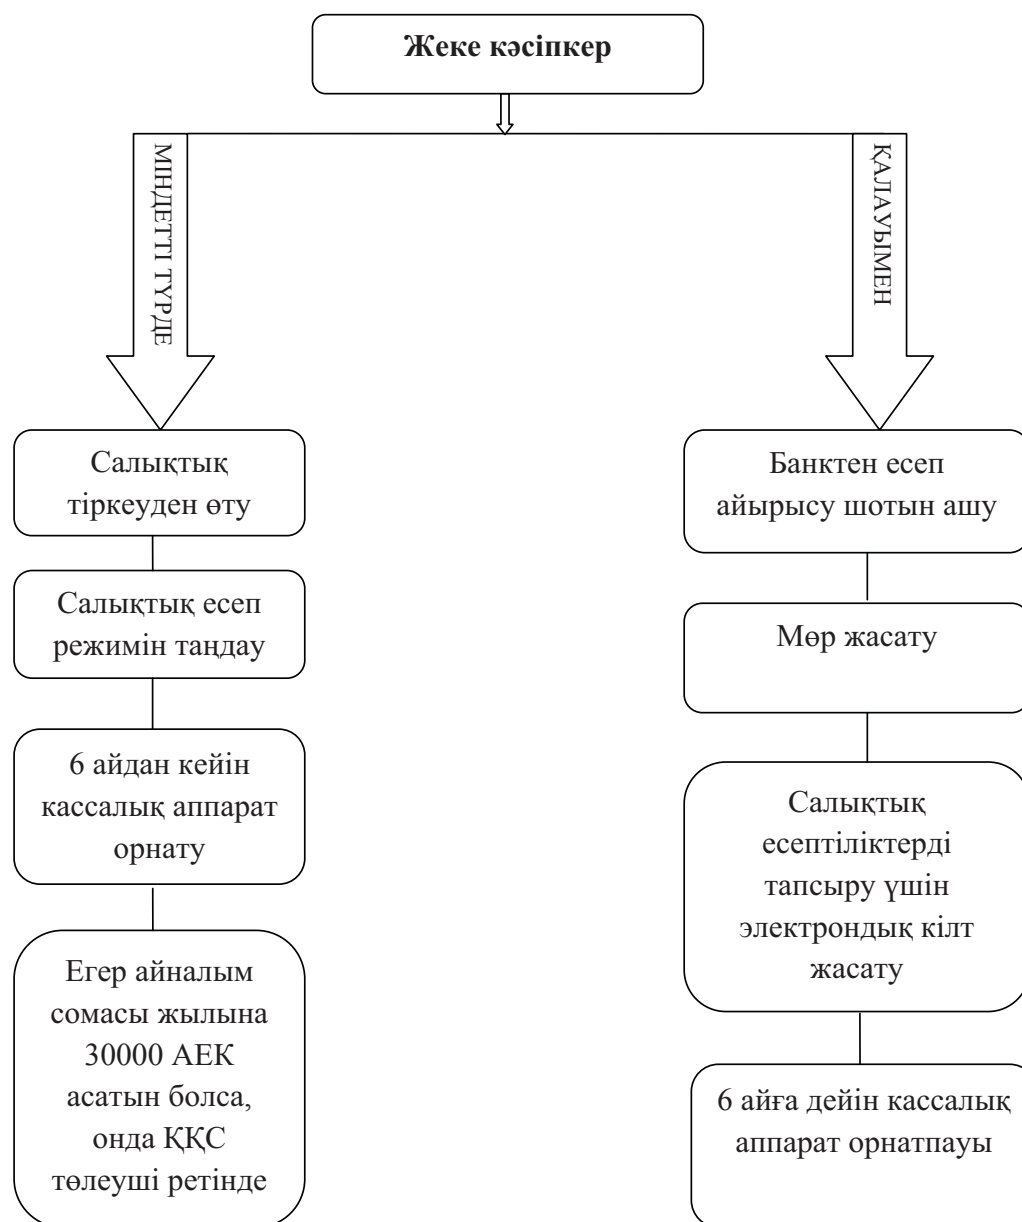 Жеке кәсіпкер
МІНДЕТТІ ТҮРДЕ
ҚАЛАУЫМЕН
Салықтық
тіркеуден өту
Салықтық есеп
режимін таңдау
6 айдан кейін
кассалық аппарат
орнату
Егер айналым
сомасы жылына
30000 АЕК
асатын болса,
онда ҚҚС
төлеуші ретінде
Банктен есеп
айырысу шотын ашу
Мөр жасату
Салықтық
есептіліктерді
тапсыру үшін
электрондық кілт
жасату
6 айға дейін кассалық
аппарат орнатпауы